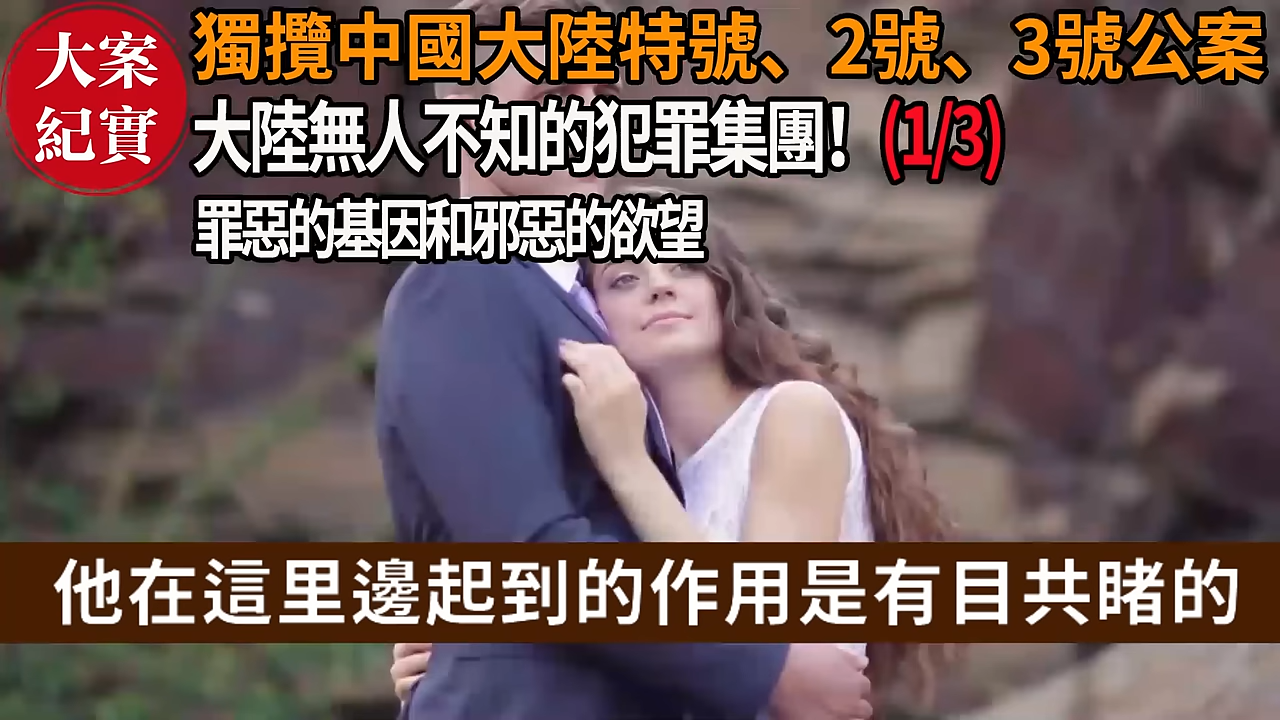 大案
紀實
獨攬中國大陸特號、2號、3號公案
大陸無人不知的犯罪集團！(1/3)
罪惡的基因和邪惡的欲望
他在這里邊起到的作用是有目共睹的